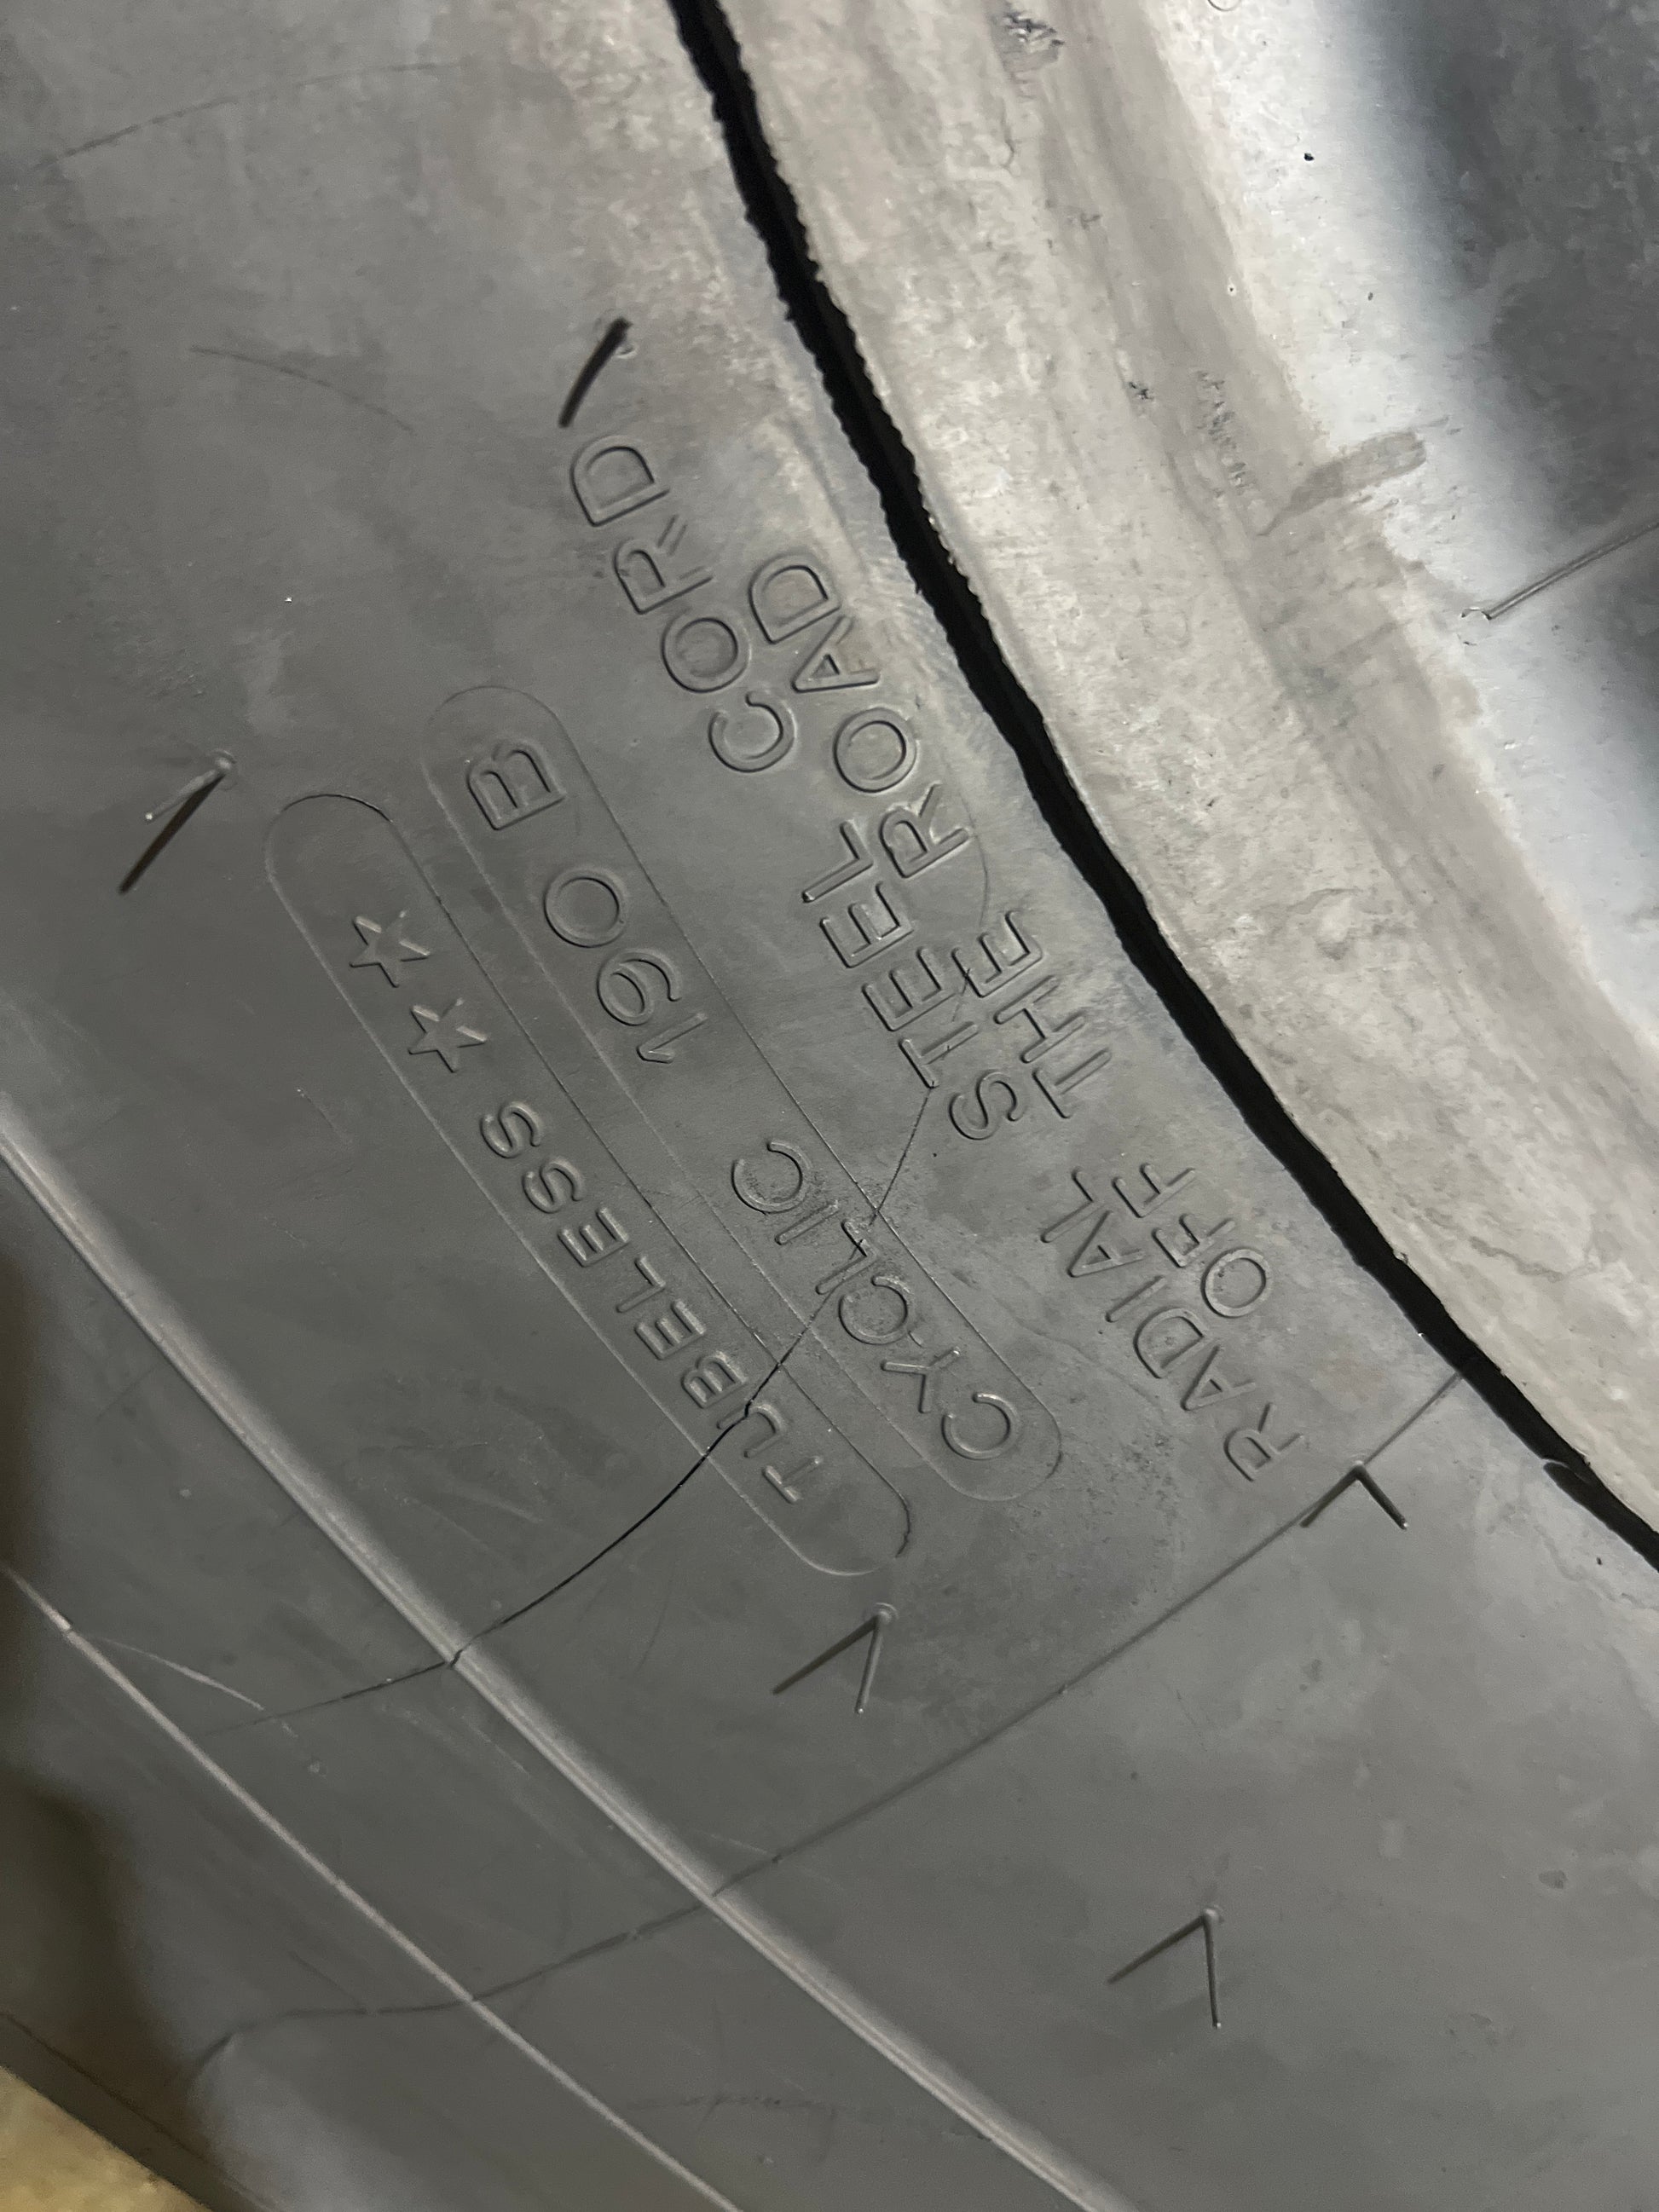 TUBELESS ☆☆
CYCLIC 190 B
RADIAL STEEL CORD
OFF THE ROAD